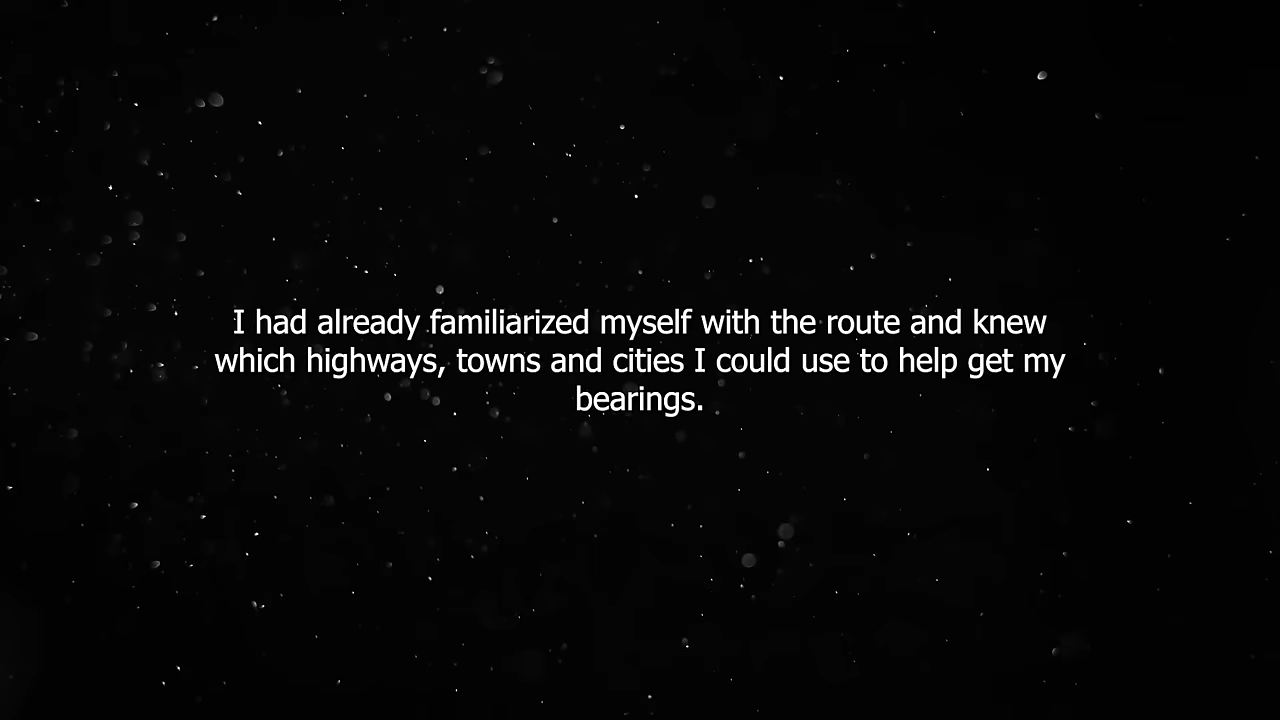 I had already familiarized myself with the route and knew
which highways, towns and cities I could use to help get my
bearings.